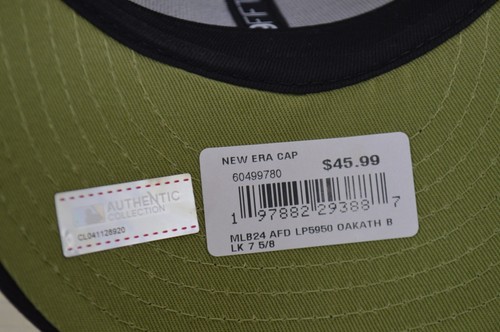 NEW ERA CAP
$45.99
60499780
1 97882 29388 7
MLB24 AFD LP5950 OAKATH B
LK 7 5/8
AUTHENTIC
COLLECTION
CL041128920